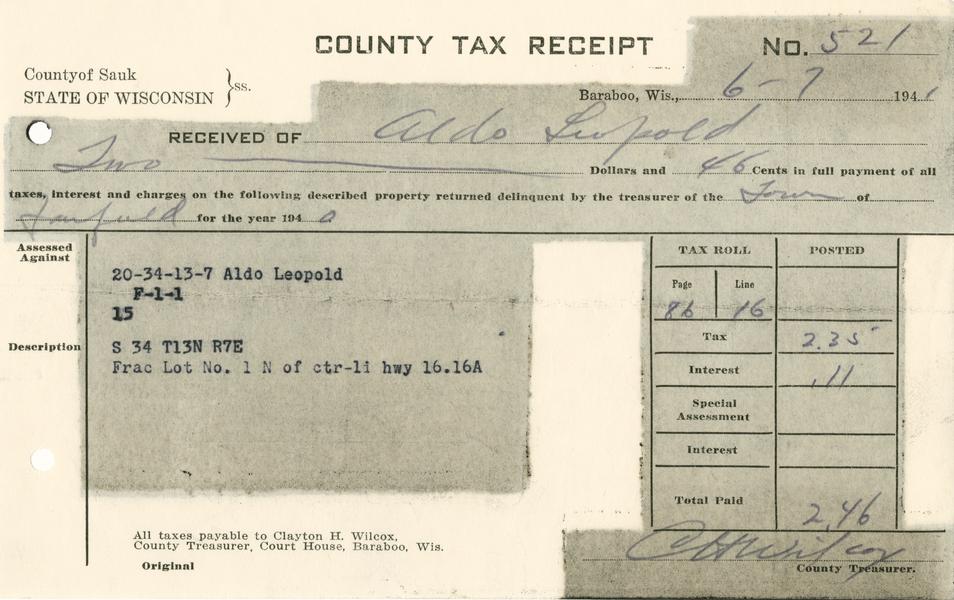 COUNTY TAX RECEIPT No. 521
County of Sauk
STATE OF WISCONSIN } ss.
Baraboo, Wis., 6-7 1941
RECEIVED OF Aldo Leopold
Two Dollars and 46 Cents in full payment of all
taxes, interest and charges on the following described property returned delinquent by the treasurer of the Town of
Fairfield for the year 1940
Assessed
Against
20-34-13-7 Aldo Leopold
F-1-1
15
Description
S 34 T13N R7E
Frac Lot No. 1 N of ctr-li hwy 16.16A
TAX ROLL POSTED
Page Line
86 16
Tax 2.35
Interest .11
Special
Assessment
Interest
Total Paid 2.46
All taxes payable to Clayton H. Wilcox,
County Treasurer, Court House, Baraboo, Wis.
Original
CH Wilcox
County Treasurer.